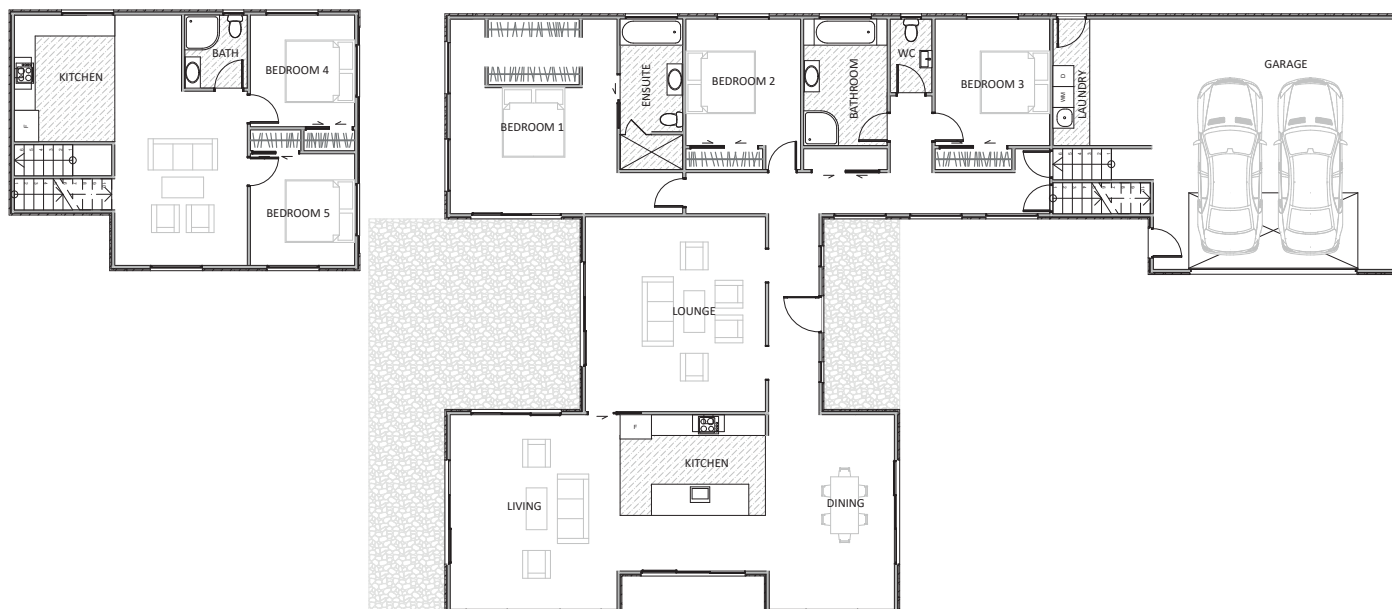 BATH
KITCHEN
BEDROOM 4
F
BEDROOM 5
BEDROOM 1
ENSUITE
BEDROOM 2
BATHROOM
WC
BEDROOM 3
D
WM
LAUNDRY
GARAGE
LOUNGE
F
KITCHEN
LIVING
DINING